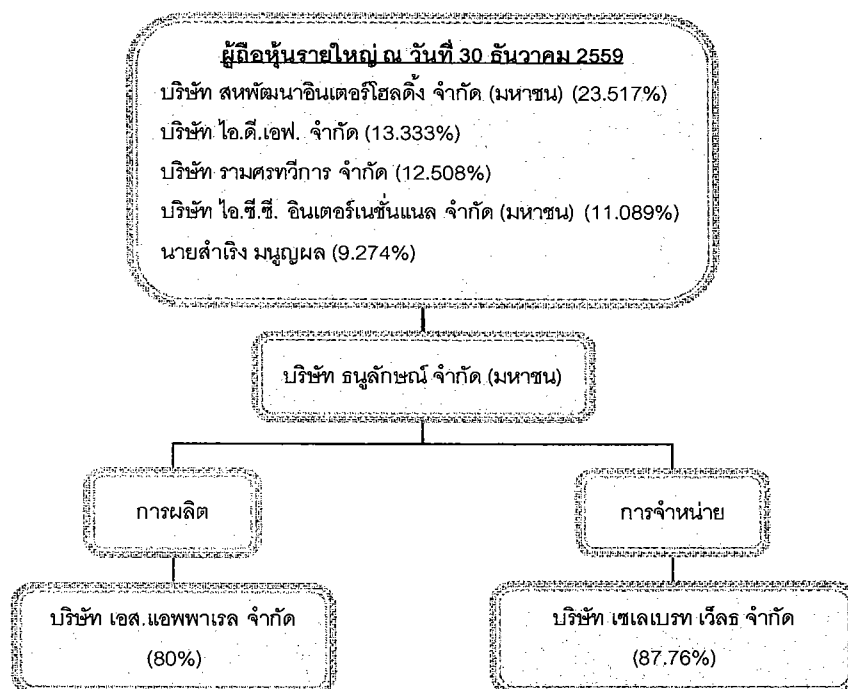 ผู้ถือหุ้นรายใหญ่ ณ วันที่ 30 ธันวาคม 2559
บริษัท สหพัฒนาอินเตอร์โฮลดิ้ง จำกัด (มหาชน) (23.517%)
บริษัท ไอ.ดี.เอฟ. จำกัด (13.333%)
บริษัท รามศรทวีการ จำกัด (12.508%)
บริษัท ไอ.ซี.ซี. อินเตอร์เนชั่นแนล จำกัด (มหาชน) (11.089%)
นายสำเริง มนูญผล (9.274%)
บริษัท ธนูลักษณ์ จำกัด (มหาชน)
การผลิต
การจำหน่าย
บริษัท เอส.แอพพาเรล จำกัด
(80%)
บริษัท เซเลเบรท เว็ลธ จำกัด
(87.76%)